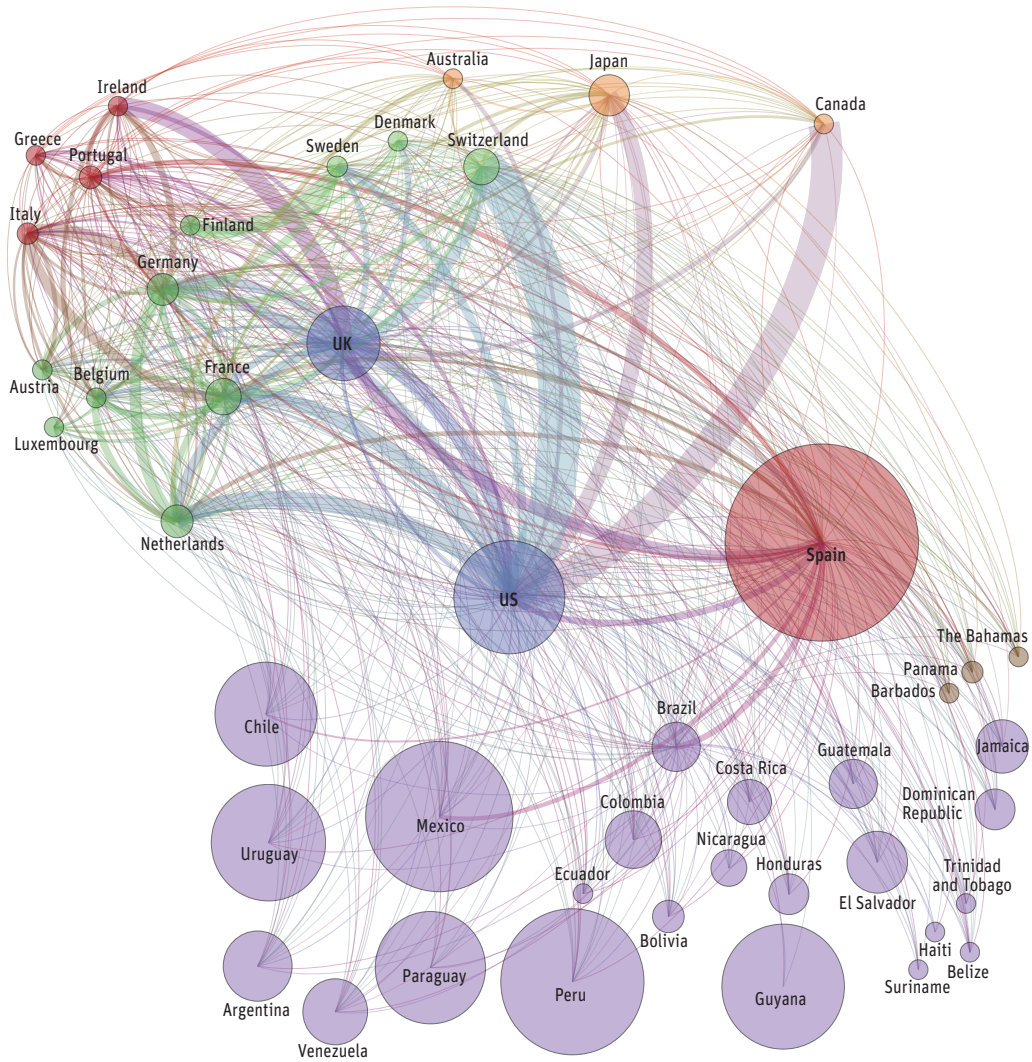 Australia
Japan
Ireland
Canada
Denmark
Greece
Sweden
Switzerland
Portugal
Italy
Finland
Germany
UK
France
Austria
Belgium
Luxembourg
Netherlands
Spain
US
The Bahamas
Panama
Barbados
Brazil
Chile
Guatemala
Jamaica
Costa Rica
Colombia
Dominican
Republic
Mexico
Nicaragua
Uruguay
Ecuador
Honduras
Trinidad
and Tobago
El Salvador
Bolivia
Haiti
Belize
Suriname
Paraguay
Peru
Guyana
Argentina
Venezuela